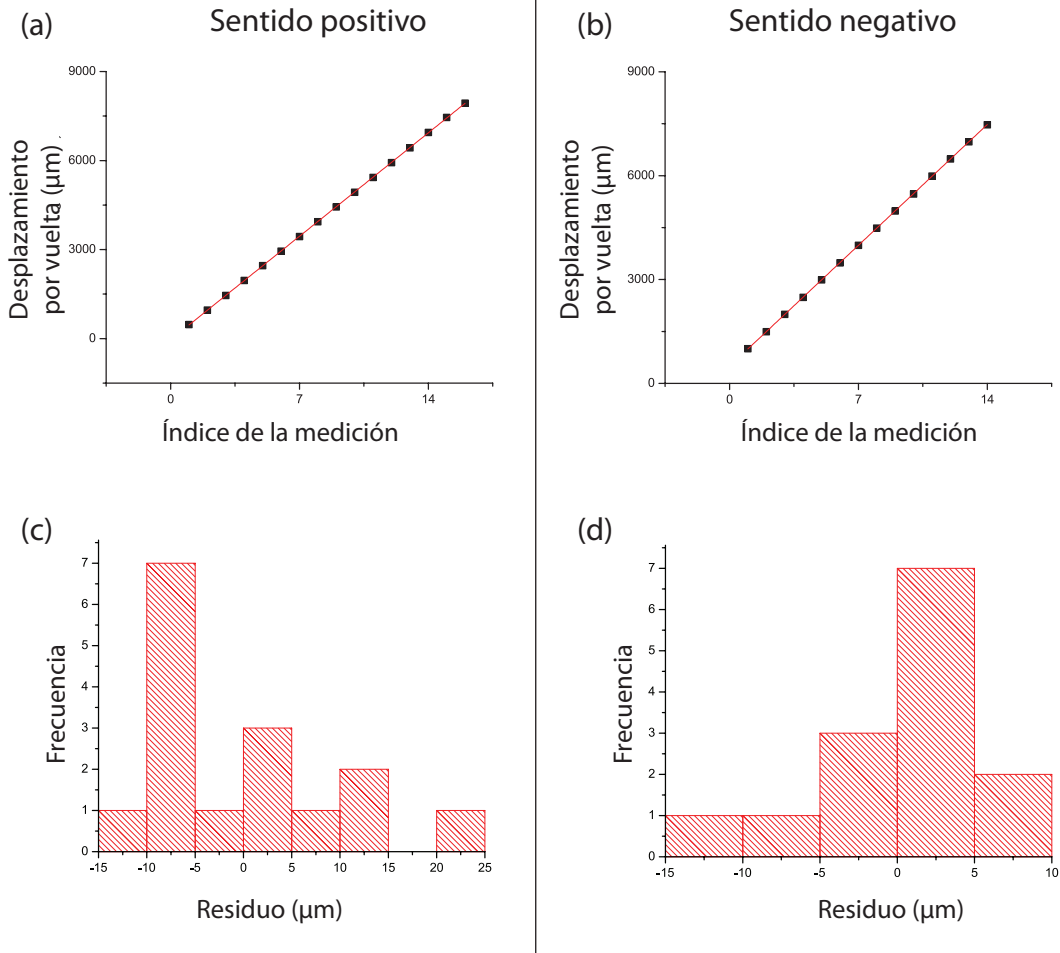 (a) Sentido positivo
9000
6000
3000
0
Desplazamiento
por vuelta (µm)
0 7 14
Índice de la medición
(b) Sentido negativo
9000
6000
3000
0
Desplazamiento
por vuelta (µm)
0 7 14
Índice de la medición
(c)
7
6
5
4
3
2
1
0
Frecuencia
-15 -10 -5 0 5 10 15 20 25
Residuo (µm)
(d)
7
6
5
4
3
2
1
0
Frecuencia
-15 -10 -5 0 5 10
Residuo (µm)